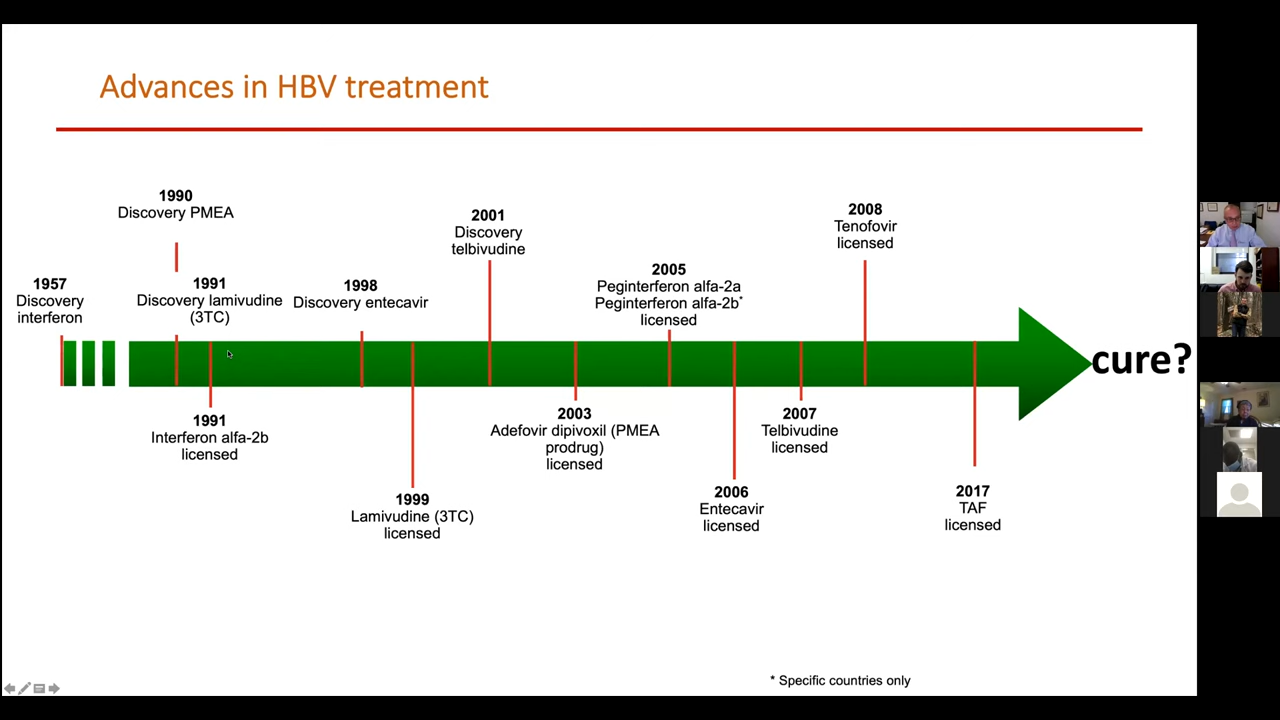 Advances in HBV treatment
1990
Discovery PMEA
2001
Discovery
telbivudine
2008
Tenofovir
licensed
1957
Discovery
interferon
1991
Discovery lamivudine
(3TC)
1998
Discovery entecavir
2005
Peginterferon alfa-2a
Peginterferon alfa-2b*
licensed
cure?
1991
Interferon alfa-2b
licensed
1999
Lamivudine (3TC)
licensed
2003
Adefovir dipivoxil (PMEA
prodrug)
licensed
2006
Entecavir
licensed
2007
Telbivudine
licensed
2017
TAF
licensed
* Specific countries only